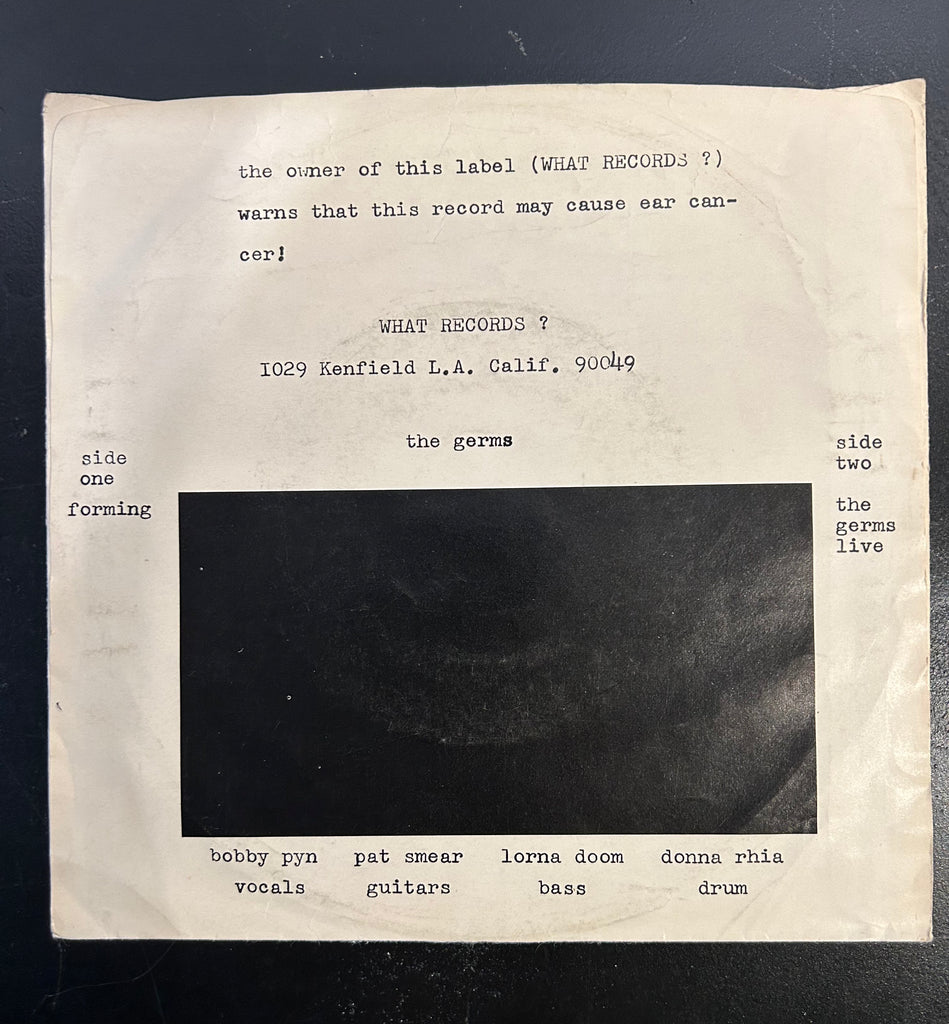 the owner of this label (WHAT RECORDS ?)
warns that this record may cause ear can-
cer!
WHAT RECORDS ?
1029 Kenfield L.A. Calif. 90049
the germs
side
one
forming
side
two
the
germs
live
bobby pyn pat smear lorna doom donna rhia
vocals guitars bass drum